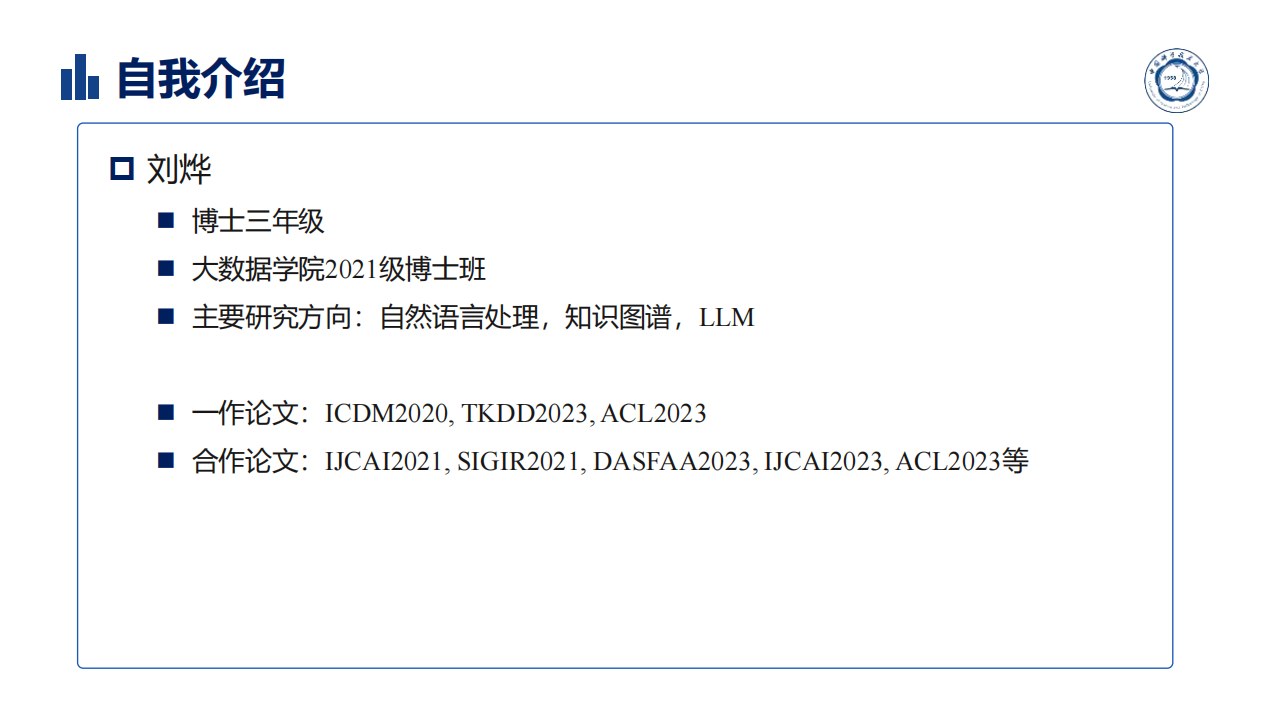 自我介绍
1958
刘烨
博士三年级
大数据学院2021级博士班
主要研究方向：自然语言处理，知识图谱，LLM
一作论文：ICDM2020, TKDD2023, ACL2023
合作论文：IJCAI2021, SIGIR2021, DASFAA2023, IJCAI2023, ACL2023等